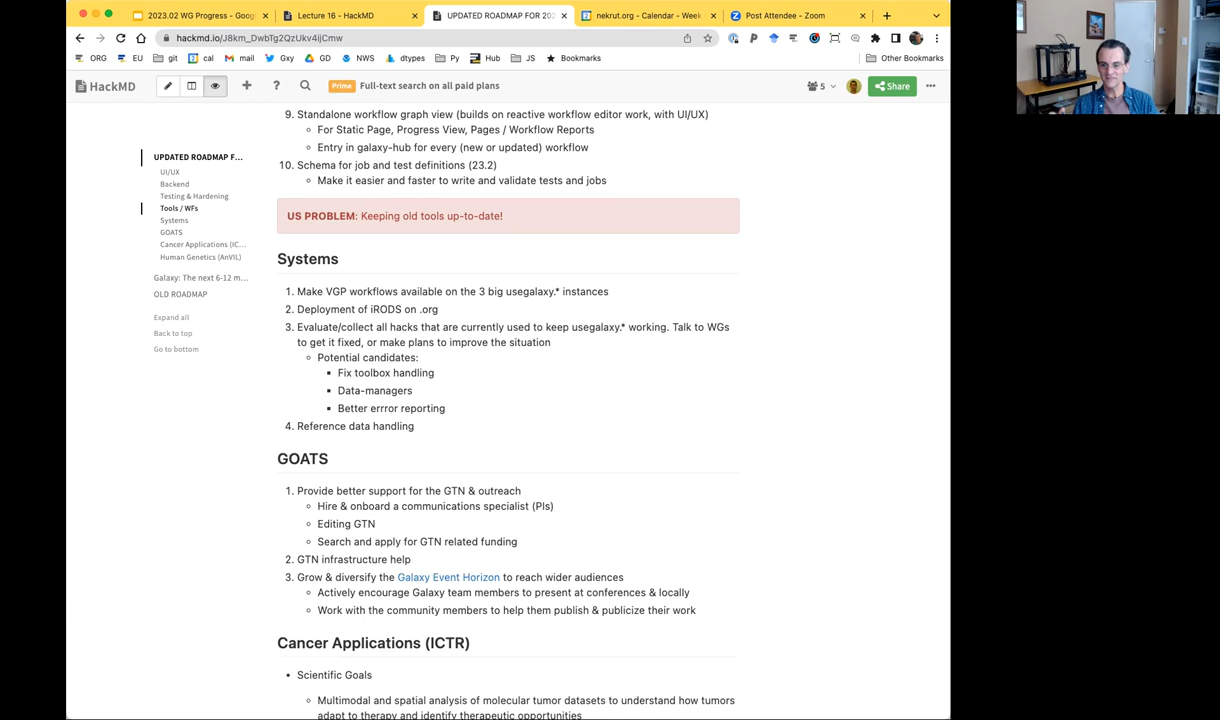 2023.02 WG Progress - Goog
Lecture 16 - HackMD
UPDATED ROADMAP FOR 202
nekrut.org - Calendar - Week
Post Attendee - Zoom
hackmd.io/J8km_DwbTg2QzUkv4ijCmw
ORG
EU
git
cal
mail
Gxy
GD
NWS
dtypes
Py
Hub
JS
Bookmarks
Other Bookmarks
HackMD
Prime
Full-text search on all paid plans
5
Share
UPDATED ROADMAP F...
UI/UX
Backend
Testing & Hardening
Tools / WFs
Systems
GOATS
Cancer Applications (IC...
Human Genetics (AnVIL)
Galaxy: The next 6-12 m...
OLD ROADMAP
Expand all
Back to top
Go to bottom
9. Standalone workflow graph view (builds on reactive workflow editor work, with UI/UX)
For Static Page, Progress View, Pages / Workflow Reports
Entry in galaxy-hub for every (new or updated) workflow
10. Schema for job and test definitions (23.2)
Make it easier and faster to write and validate tests and jobs
US PROBLEM: Keeping old tools up-to-date!
Systems
1. Make VGP workflows available on the 3 big usegalaxy.* instances
2. Deployment of iRODS on .org
3. Evaluate/collect all hacks that are currently used to keep usegalaxy.* working. Talk to WGs
to get it fixed, or make plans to improve the situation
Potential candidates:
Fix toolbox handling
Data-managers
Better errror reporting
4. Reference data handling
GOATS
1. Provide better support for the GTN & outreach
Hire & onboard a communications specialist (PIs)
Editing GTN
Search and apply for GTN related funding
2. GTN infrastructure help
3. Grow & diversify the Galaxy Event Horizon to reach wider audiences
Actively encourage Galaxy team members to present at conferences & locally
Work with the community members to help them publish & publicize their work
Cancer Applications (ICTR)
Scientific Goals
Multimodal and spatial analysis of molecular tumor datasets to understand how tumors
adapt to therapy and identify therapeutic opportunities